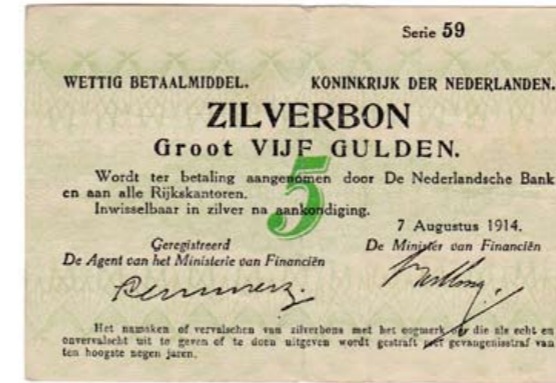 Serie 59
WETTIG BETAALMIDDEL. KONINKRIJK DER NEDERLANDEN.
ZILVERBON
Groot VIJF GULDEN.
5
Wordt ter betaling aangenomen door De Nederlandsche Bank
en aan alle Rijkskantoren.
Inwisselbaar in zilver na aankondiging.
7 Augustus 1914.
Geregistreerd De Minister van Financiën
De Agent van het Ministerie van Financiën
Het namaken of vervalschen van zilverbons met het oogmerk om die als echt en
onvervalscht uit te geven of te doen uitgeven wordt gestraft met gevangenisstraf van
ten hoogste negen jaren.